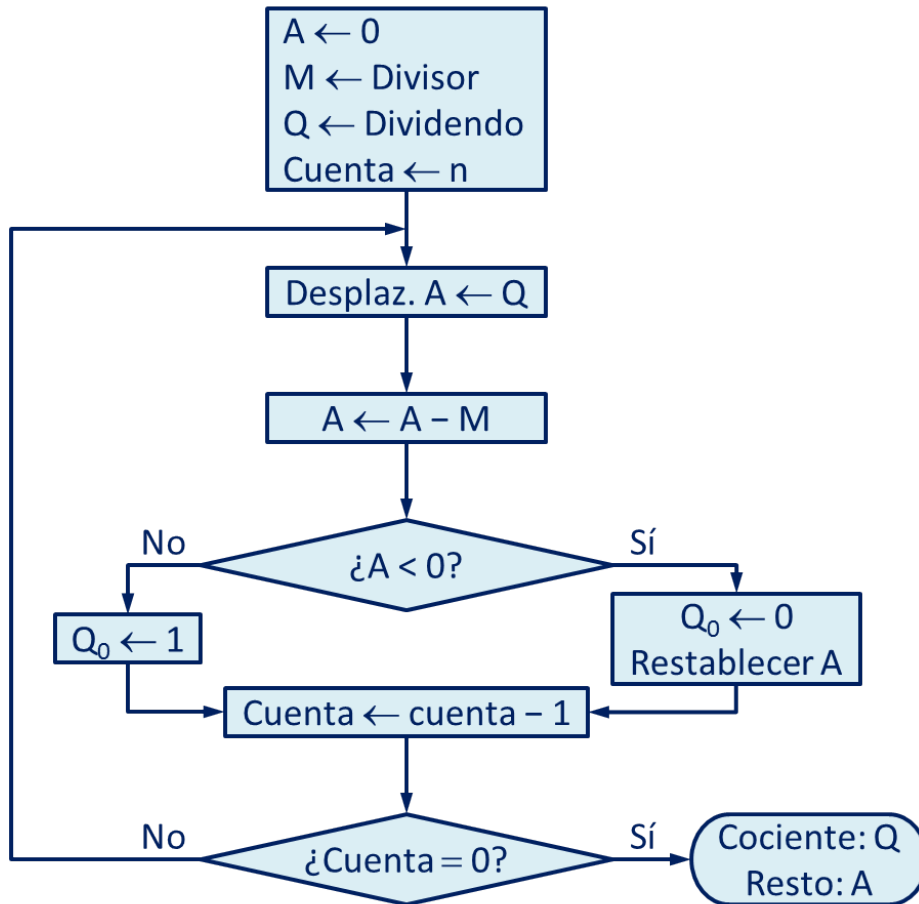 A ← 0
M ← Divisor
Q ← Dividendo
Cuenta ← n
Desplaz. A ← Q
A ← A − M
¿A < 0?
No
Sí
Q₀ ← 1
Q₀ ← 0
Restablecer A
Cuenta ← cuenta − 1
¿Cuenta = 0?
No
Sí
Cociente: Q
Resto: A